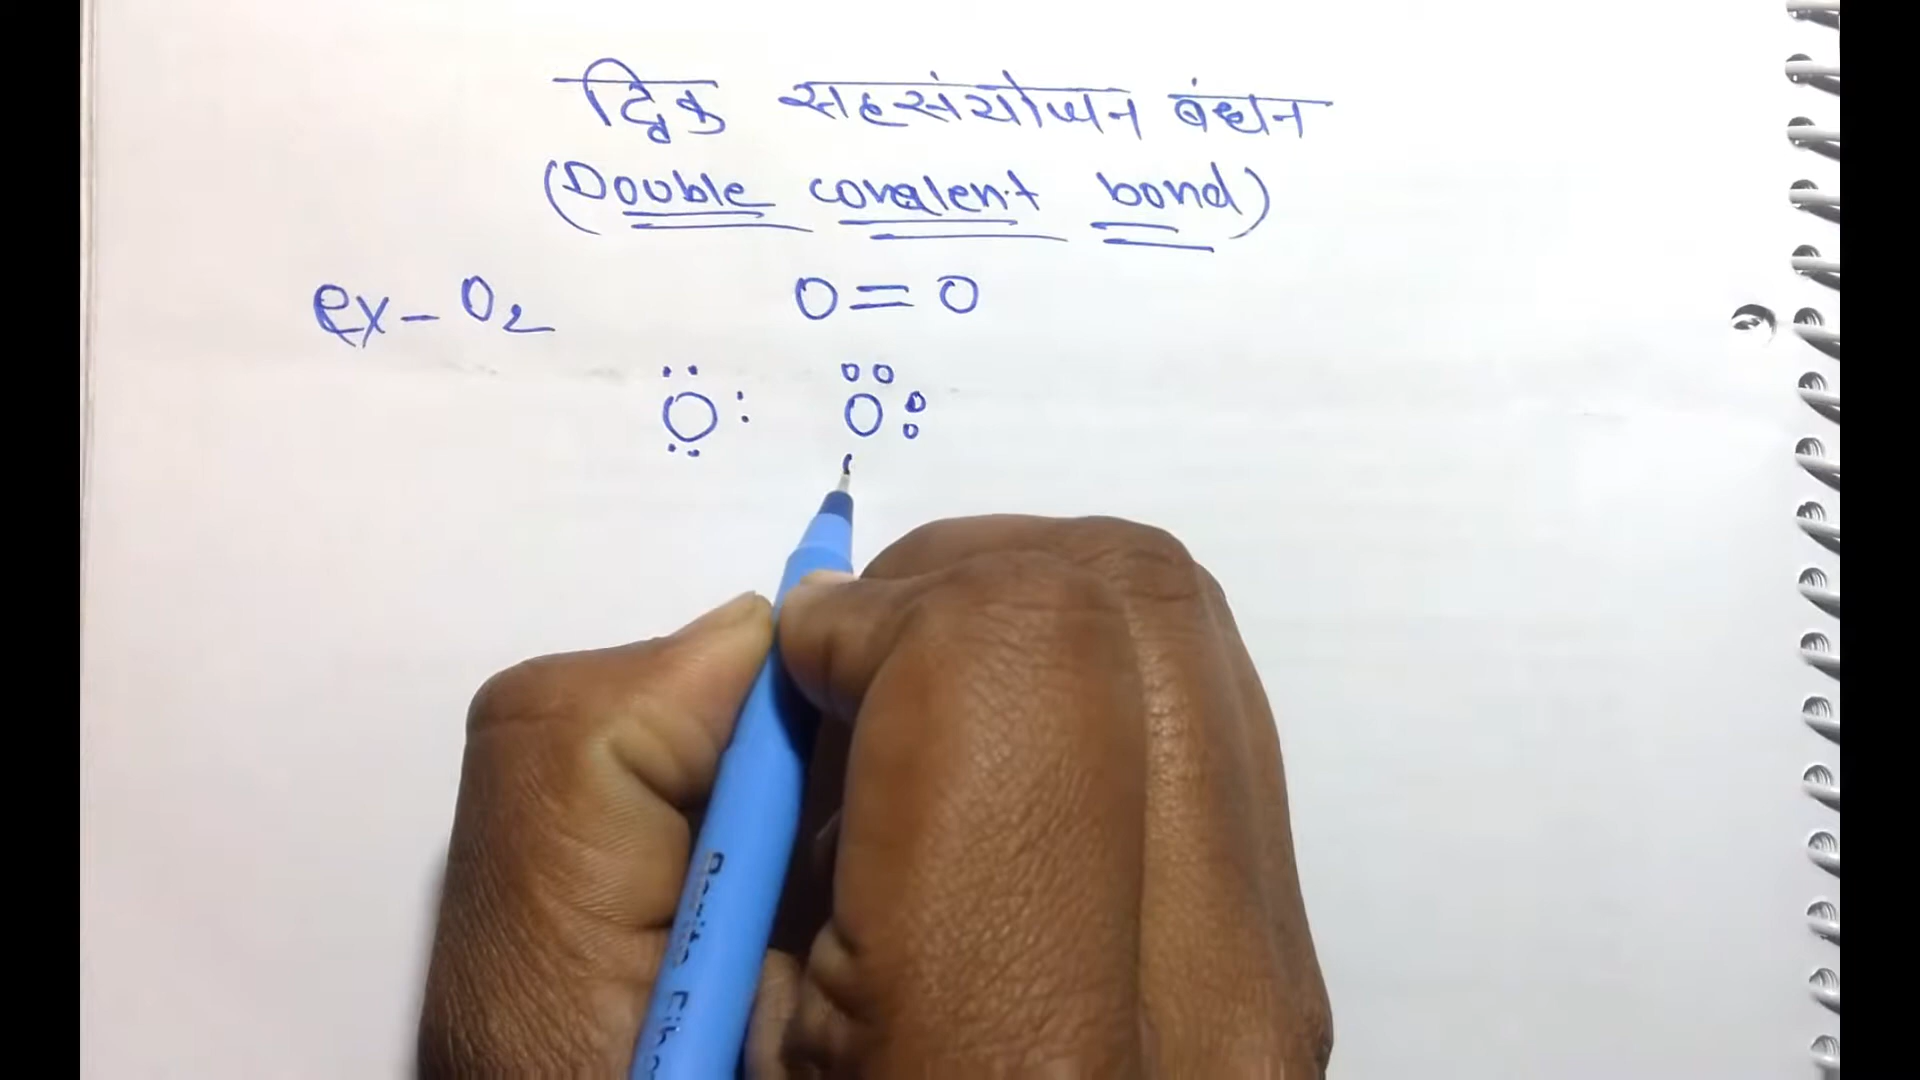 द्विक सहसंयोजन बंधन
(Double covalent bond)
ex - O2 O=O
O O